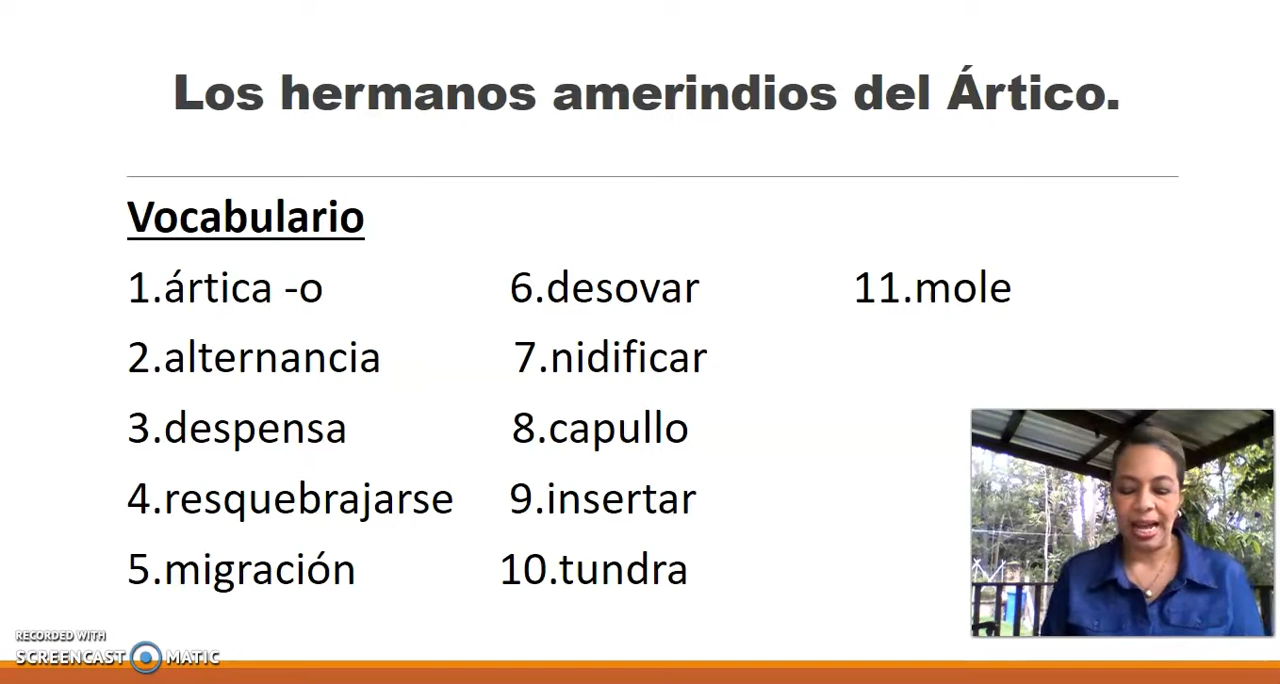 Los hermanos amerindios del Ártico.
Vocabulario
1.ártica -o
2.alternancia
3.despensa
4.resquebrajarse
5.migración
6.desovar
7.nidificar
8.capullo
9.insertar
10.tundra
11.mole
RECORDED WITH
SCREENCAST MATIC